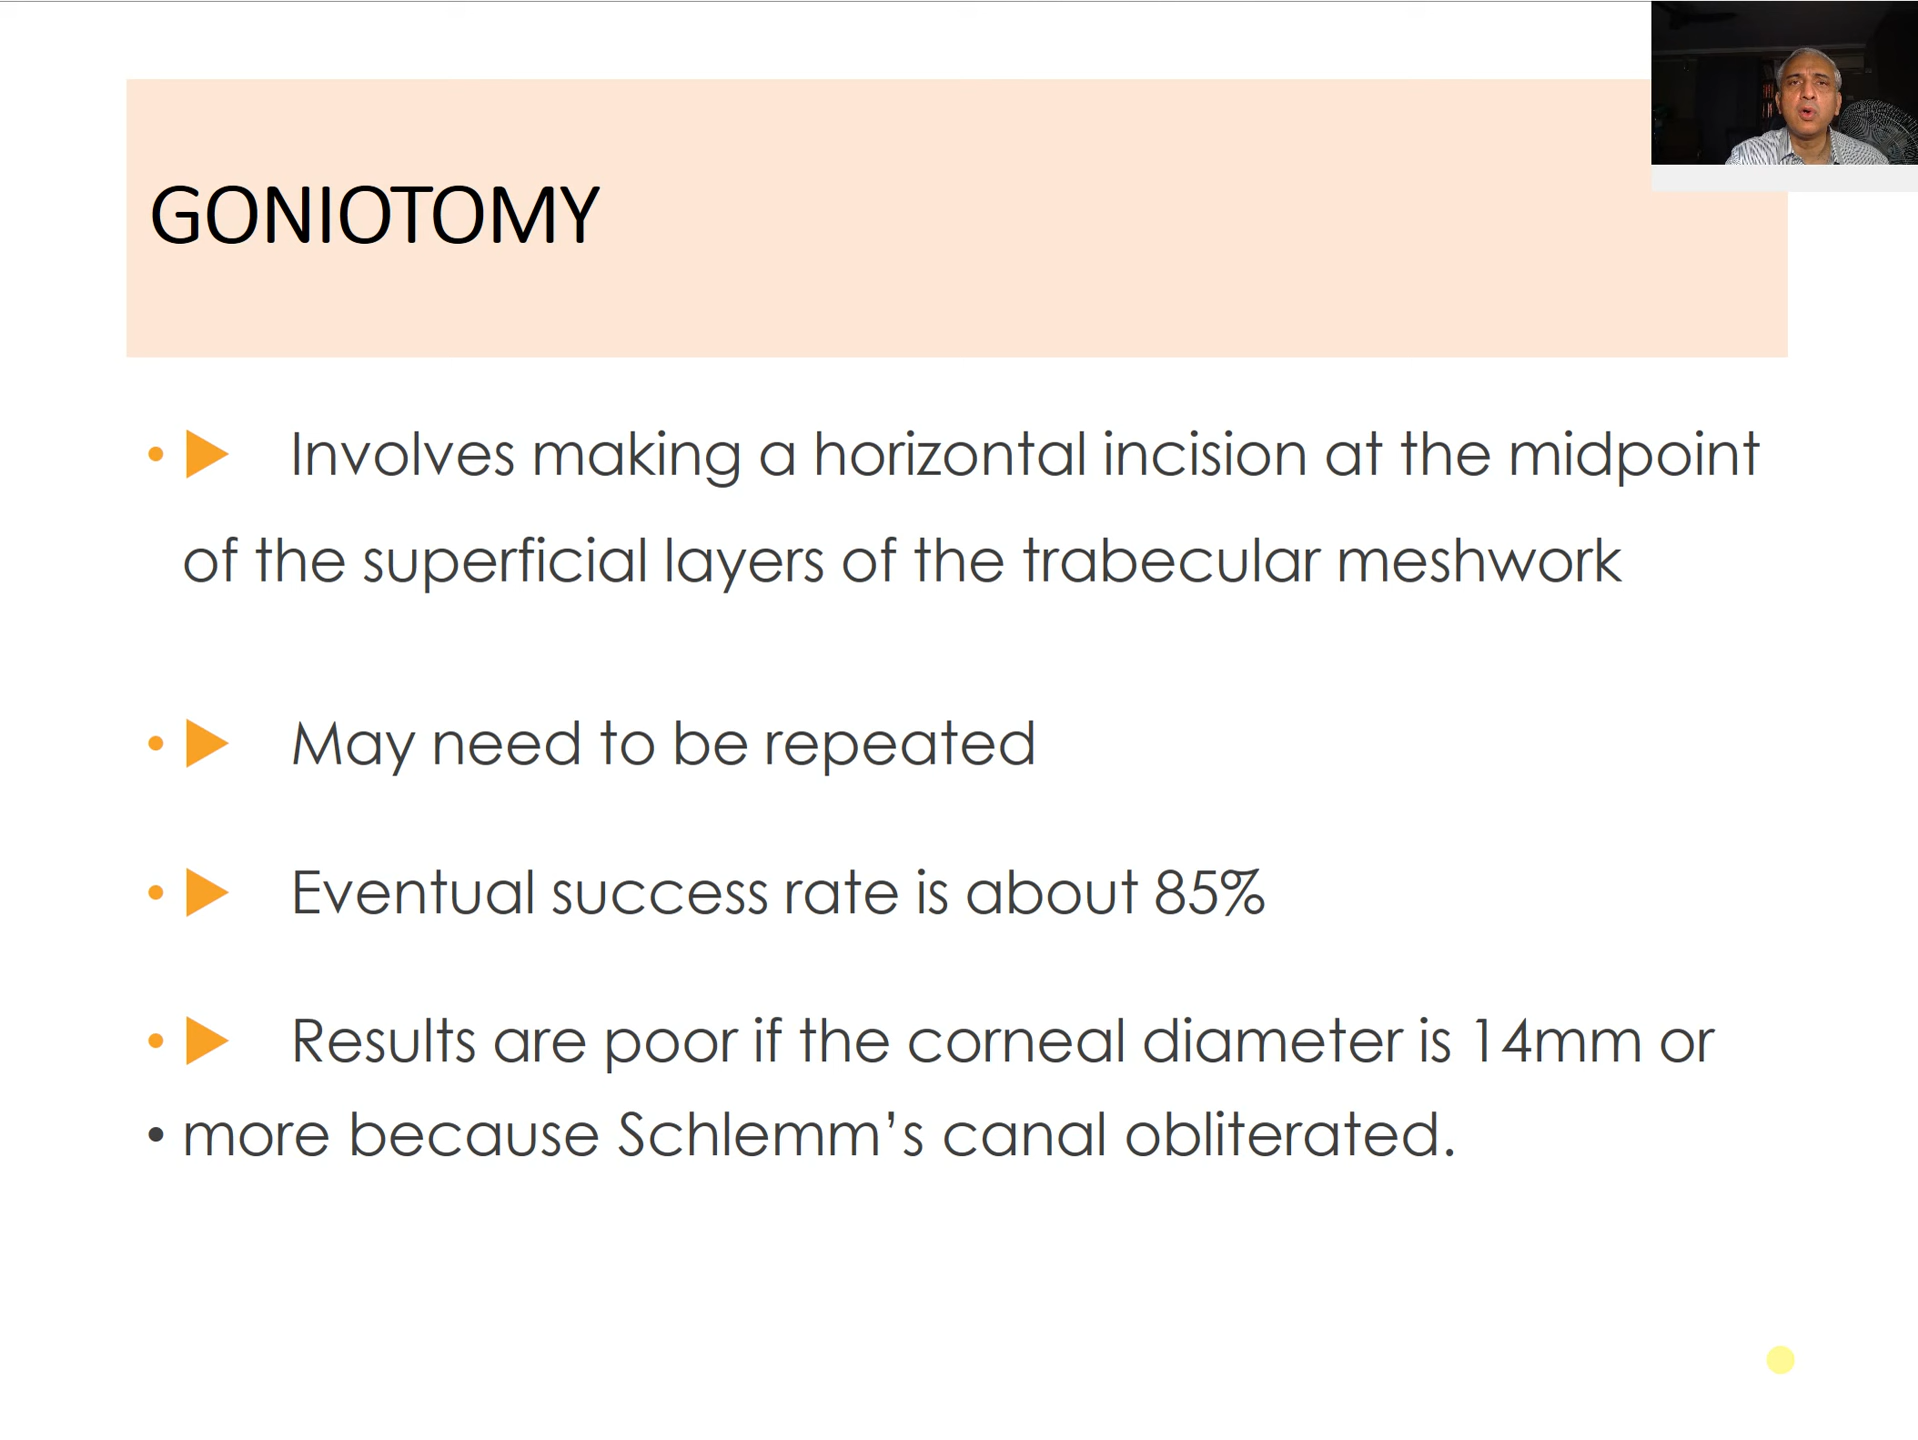 GONIOTOMY
• ▶ Involves making a horizontal incision at the midpoint
of the superficial layers of the trabecular meshwork
• ▶ May need to be repeated
• ▶ Eventual success rate is about 85%
• ▶ Results are poor if the corneal diameter is 14mm or
• more because Schlemm’s canal obliterated.